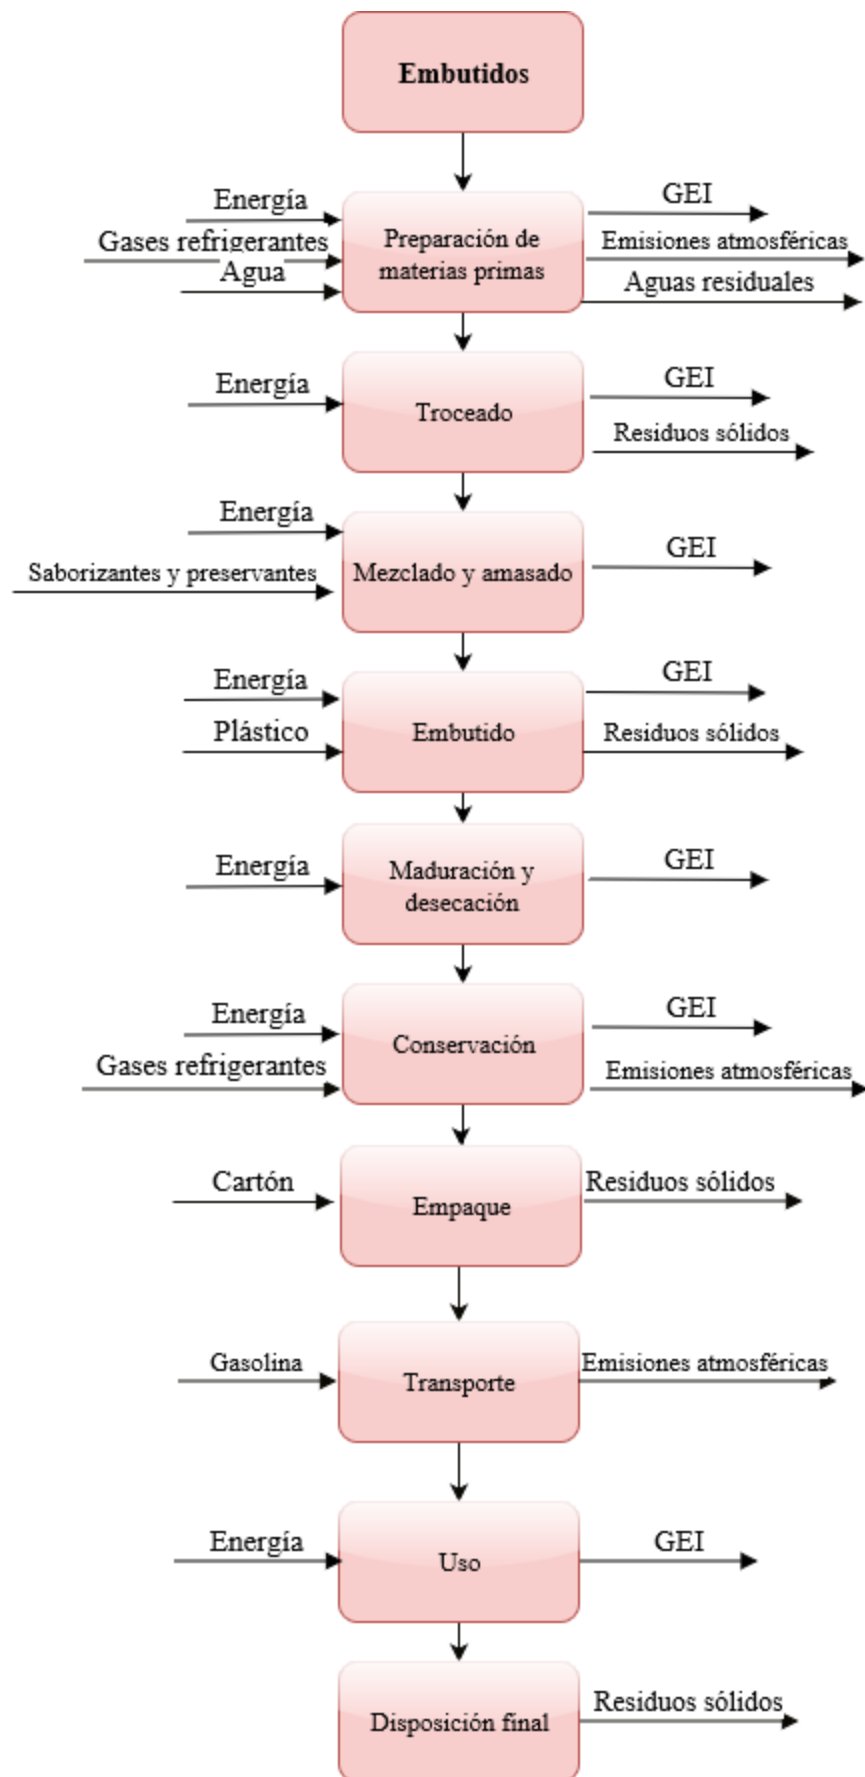 Embutidos
Energía
GEI
Gases refrigerantes
Preparación de
materias primas
Emisiones atmosféricas
Agua
Aguas residuales
Energía
Troceado
GEI
Residuos sólidos
Energía
Saborizantes y preservantes
Mezclado y amasado
GEI
Energía
Plástico
Embutido
GEI
Residuos sólidos
Energía
Maduración y
desecación
GEI
Energía
Gases refrigerantes
Conservación
GEI
Emisiones atmosféricas
Cartón
Empaque
Residuos sólidos
Gasolina
Transporte
Emisiones atmosféricas
Energía
Uso
GEI
Disposición final
Residuos sólidos